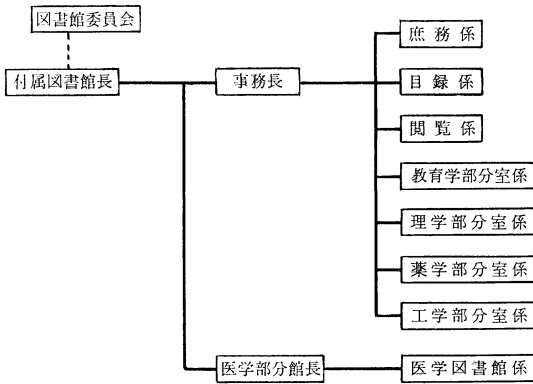 図書館委員会
付属図書館長
事務長
庶務係
目録係
閲覧係
教育学部分室係
理学部分室係
薬学部分室係
工学部分室係
医学部分館長
医学図書館係